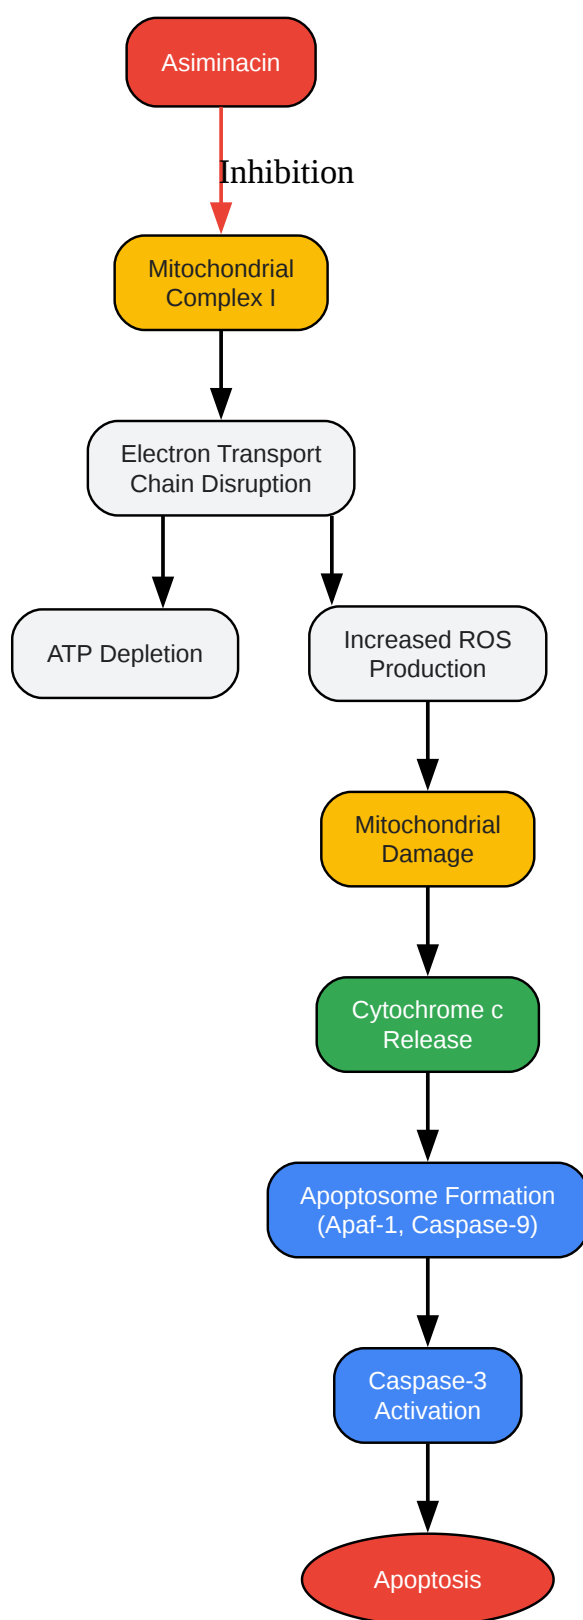 Asiminacin
Inhibition
Mitochondrial
Complex I
Electron Transport
Chain Disruption
ATP Depletion
Increased ROS
Production
Mitochondrial
Damage
Cytochrome c
Release
Apoptosome Formation
(Apaf-1, Caspase-9)
Caspase-3
Activation
Apoptosis